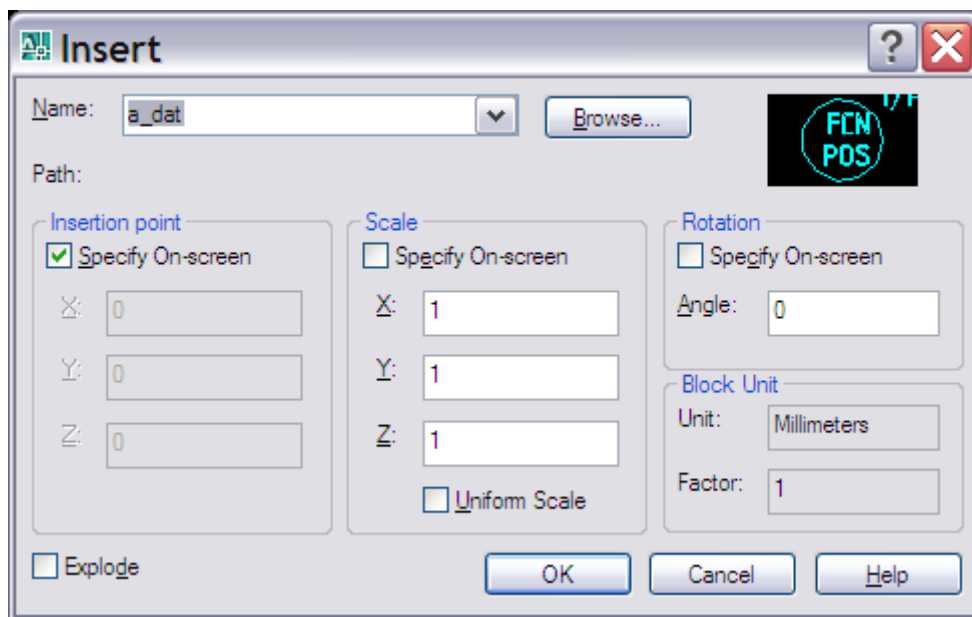 Insert
Name: a_dat Browse...
I/F
FCN
POS
Path:
Insertion point
Specify On-screen
X: 0
Y: 0
Z: 0
Scale
Specify On-screen
X: 1
Y: 1
Z: 1
Uniform Scale
Rotation
Specify On-screen
Angle: 0
Block Unit
Unit: Millimeters
Factor: 1
Explode
OK Cancel Help